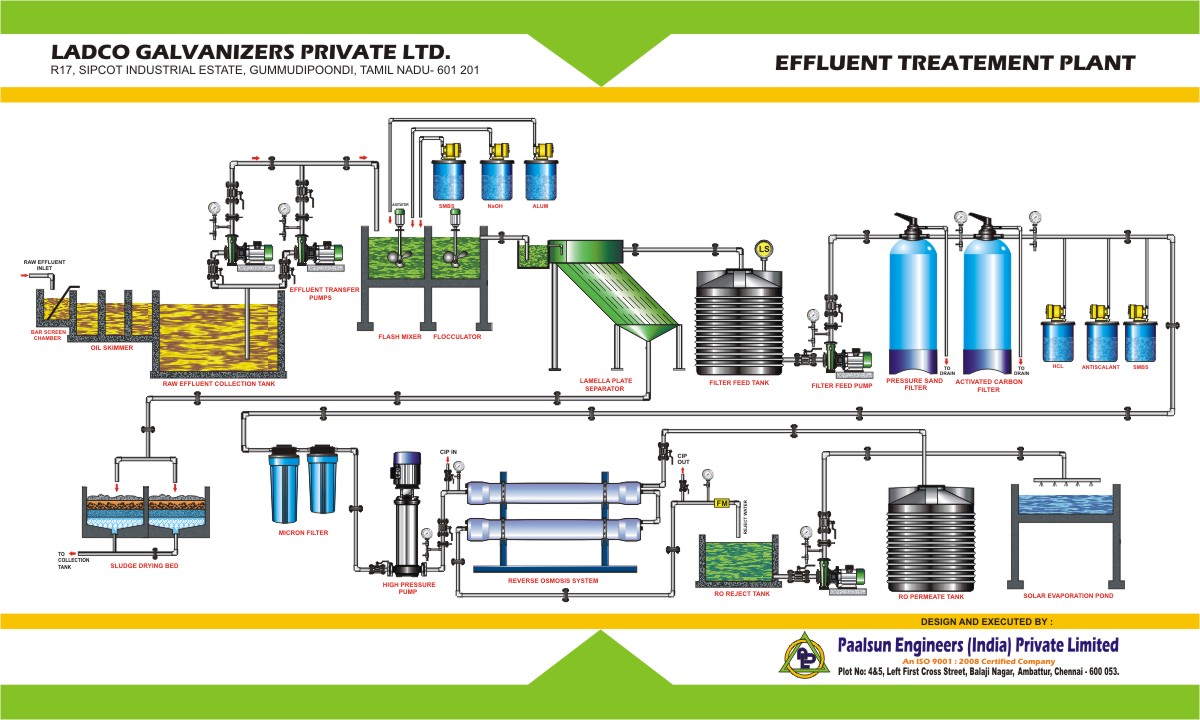 LADCO GALVANIZERS PRIVATE LTD.
R17, SIPCOT INDUSTRIAL ESTATE, GUMMUDIPOONDI, TAMIL NADU- 601 201
EFFLUENT TREATEMENT PLANT
SMBS
NaOH
ALUM
AGITATOR
LS
RAW EFFLUENT
INLET
EFFLUENT TRANSFER
PUMPS
BAR SCREEN
CHAMBER
OIL SKIMMER
RAW EFFLUENT COLLECTION TANK
FLASH MIXER
FLOCCULATOR
LAMELLA PLATE
SEPARATOR
FILTER FEED TANK
FILTER FEED PUMP
PRESSURE SAND
FILTER
TO
DRAIN
ACTIVATED CARBON
FILTER
TO
DRAIN
HCL
ANTISCALANT
SMBS
CIP IN
CIP
OUT
FM
REJECT WATER
MICRON FILTER
TO
COLLECTION
TANK
SLUDGE DRYING BED
HIGH PRESSURE
PUMP
REVERSE OSMOSIS SYSTEM
RO REJECT TANK
RO PERMEATE TANK
SOLAR EVAPORATION POND
DESIGN AND EXECUTED BY :
PEL
Paalsun Engineers (India) Private Limited
An ISO 9001 : 2008 Certified Company
Plot No: 4&5, Left First Cross Street, Balaji Nagar, Ambattur, Chennai - 600 053.